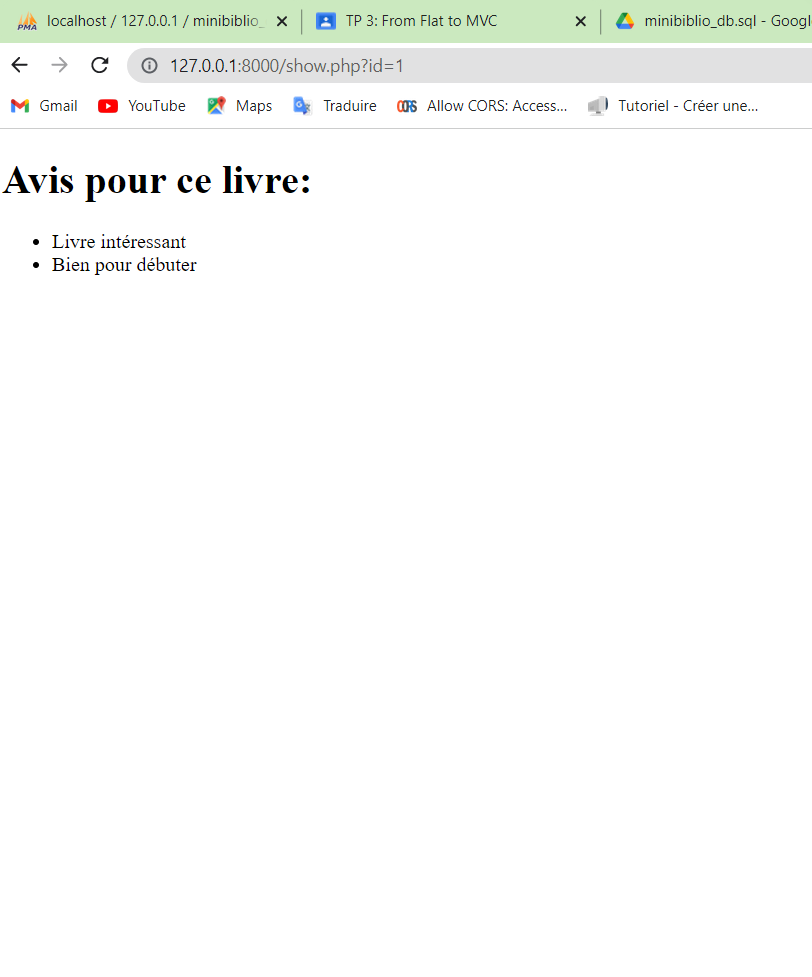 PMA localhost / 127.0.0.1 / minibiblio_ TP 3: From Flat to MVC minibiblio_db.sql - Googl
127.0.0.1:8000/show.php?id=1
Gmail YouTube Maps Traduire CORS Allow CORS: Access... Tutoriel - Créer une...
Avis pour ce livre:
Livre intéressant
Bien pour débuter